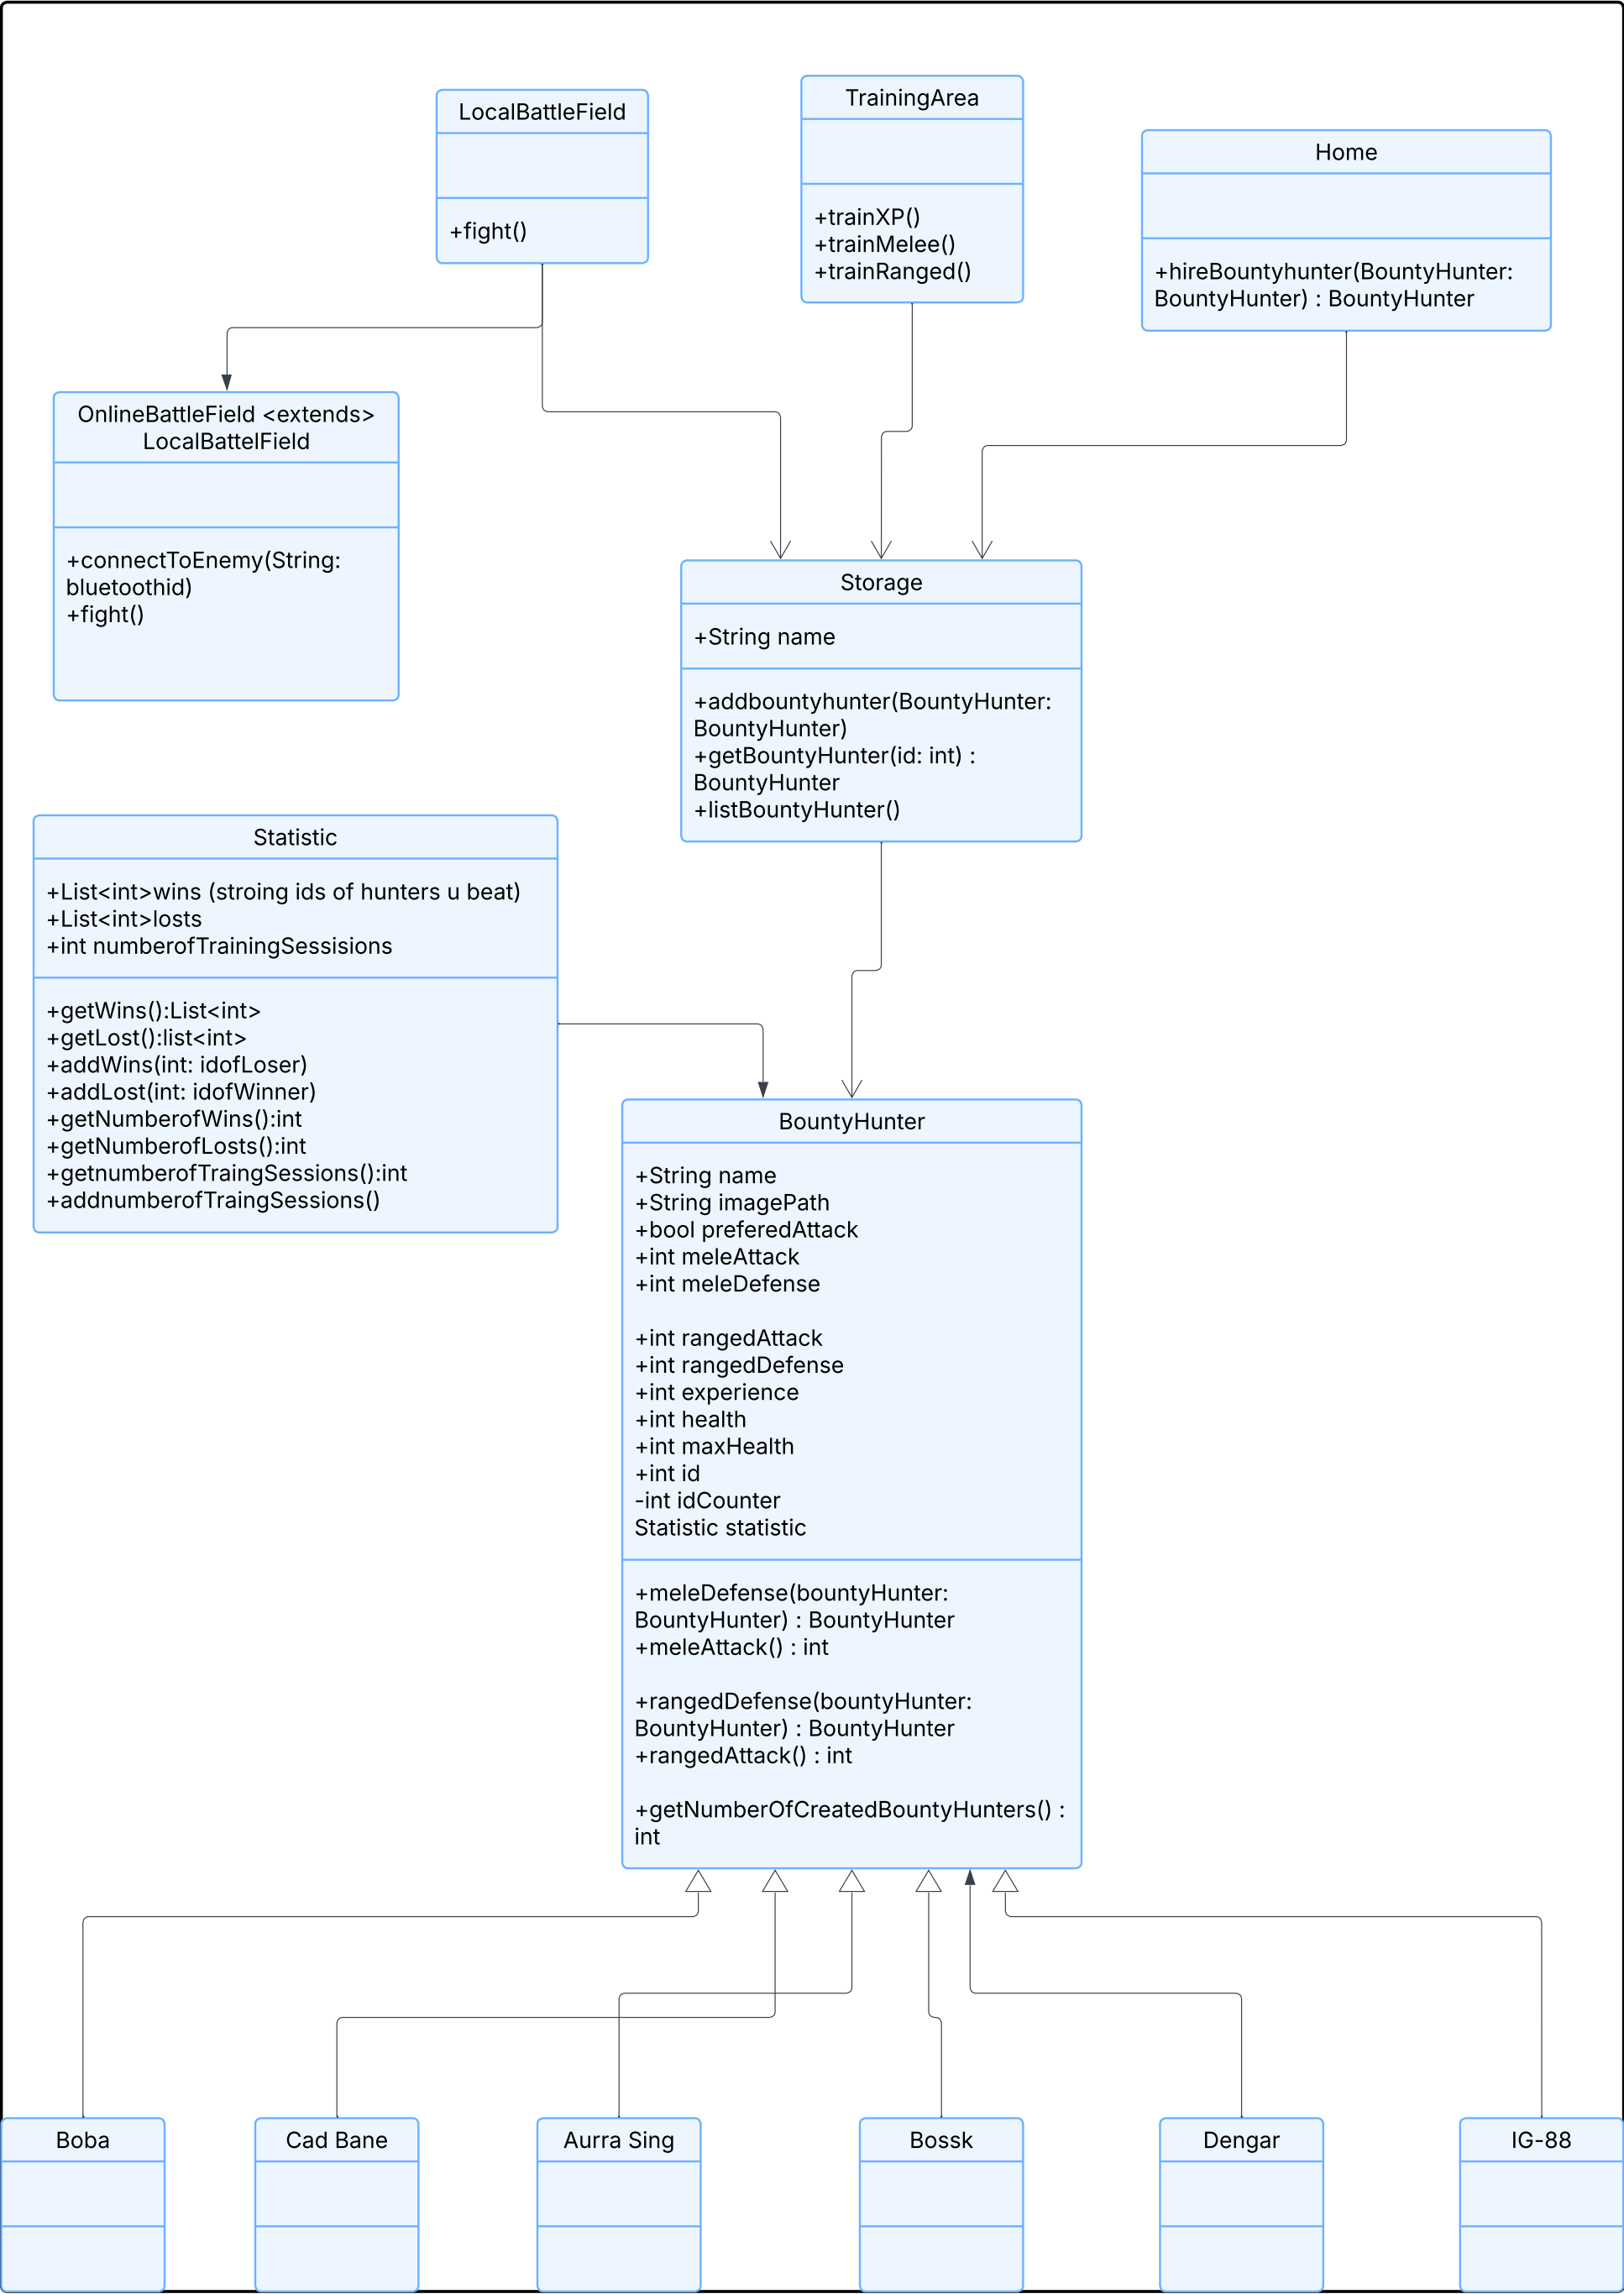 LocalBattleField
+fight()
TrainingArea
+trainXP()
+trainMelee()
+trainRanged()
Home
+hireBountyhunter(BountyHunter:
BountyHunter) : BountyHunter
OnlineBattleField <extends>
LocalBattelField
+connectToEnemy(String:
bluetoothid)
+fight()
Storage
+String name
+addbountyhunter(BountyHunter:
BountyHunter)
+getBountyHunter(id: int) :
BountyHunter
+listBountyHunter()
Statistic
+List<int>wins (stroing ids of hunters u beat)
+List<int>losts
+int numberofTrainingSessisions
+getWins():List<int>
+getLost():list<int>
+addWins(int: idofLoser)
+addLost(int: idofWinner)
+getNumberofWins():int
+getNumberofLosts():int
+getnumberofTraingSessions():int
+addnumberofTraingSessions()
BountyHunter
+String name
+String imagePath
+bool preferedAttack
+int meleAttack
+int meleDefense
+int rangedAttack
+int rangedDefense
+int experience
+int health
+int maxHealth
+int id
-int idCounter
Statistic statistic
+meleDefense(bountyHunter:
BountyHunter) : BountyHunter
+meleAttack() : int
+rangedDefense(bountyHunter:
BountyHunter) : BountyHunter
+rangedAttack() : int
+getNumberOfCreatedBountyHunters() :
int
Boba
Cad Bane
Aurra Sing
Bossk
Dengar
IG-88